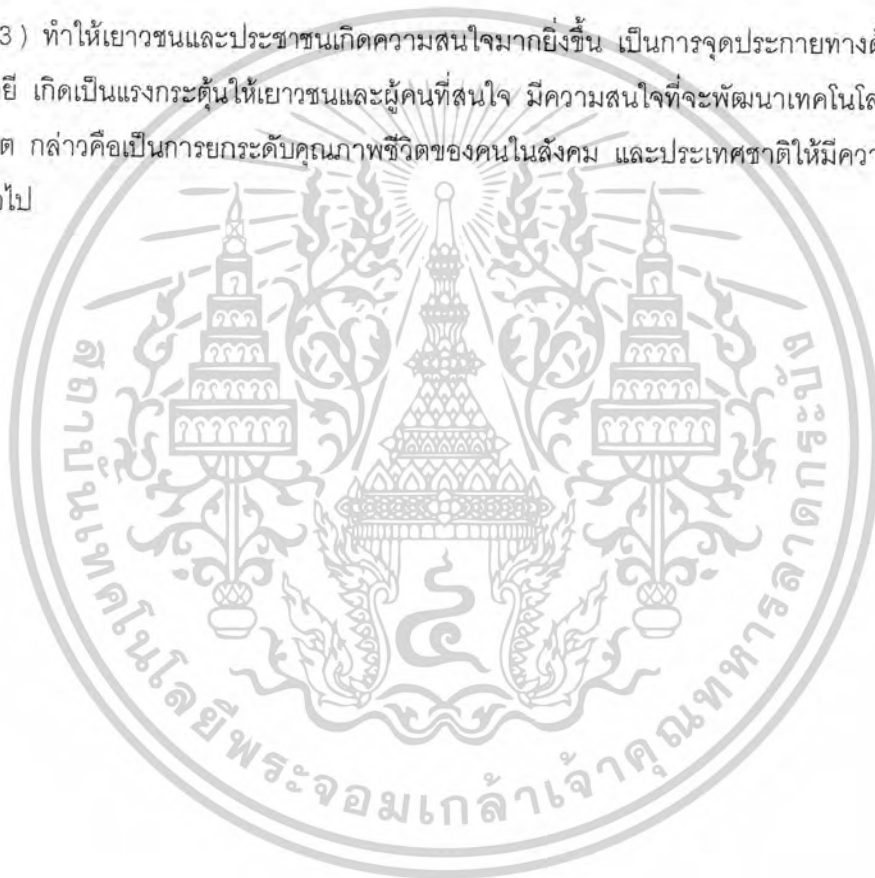 3 ) ทำให้เยาวชนและประชาชนเกิดความสนใจมากยิ่งขึ้น เป็นการจุดประกายทางด้
ยี เกิดเป็นแรงกระตุ้นให้เยาวชนและผู้คนที่สนใจ มีความสนใจที่จะพัฒนาเทคโนโล
ต กล่าวคือเป็นการยกระดับคุณภาพชีวิตของคนในสังคม และประเทศชาติให้มีควา
วไป
สถาบันเทคโนโลยีพระจอมเกล้าเจ้าคุณทหารลาดกระบัง
๔